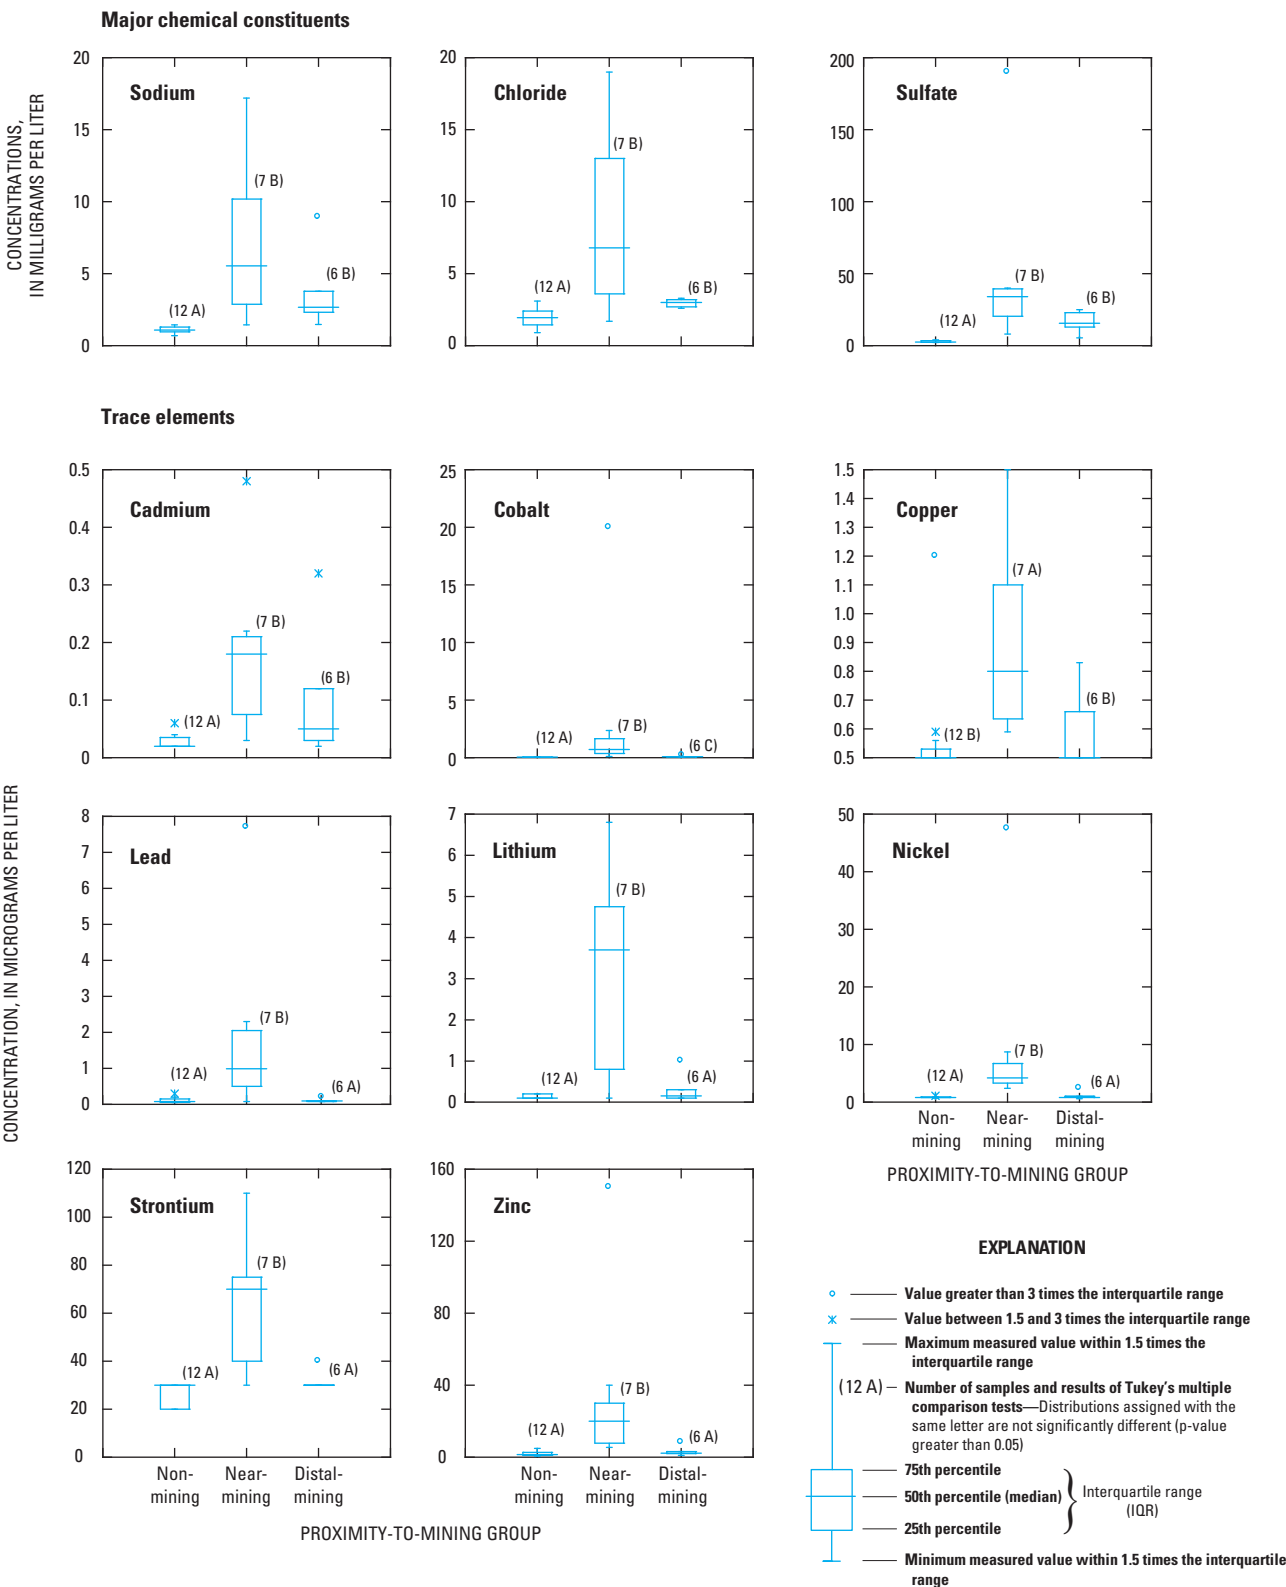 Major chemical constituents
CONCENTRATIONS,
IN MILLIGRAMS PER LITER
20
15
10
5
0
Sodium
(12 A)
(7 B)
(6 B)
20
15
10
5
0
Chloride
(12 A)
(7 B)
(6 B)
200
150
100
50
0
Sulfate
(12 A)
(7 B)
(6 B)
Trace elements
CONCENTRATION, IN MICROGRAMS PER LITER
0.5
0.4
0.3
0.2
0.1
0
Cadmium
(12 A)
(7 B)
(6 B)
25
20
15
10
5
0
Cobalt
(12 A)
(7 B)
(6 C)
1.5
1.4
1.3
1.2
1.1
1.0
0.9
0.8
0.7
0.6
0.5
Copper
(12 B)
(7 A)
(6 B)
8
7
6
5
4
3
2
1
0
Lead
(12 A)
(7 B)
(6 A)
7
6
5
4
3
2
1
0
Lithium
(12 A)
(7 B)
(6 A)
50
40
30
20
10
0
Nickel
(12 A)
(7 B)
(6 A)
Non-
mining
Near-
mining
Distal-
mining
PROXIMITY-TO-MINING GROUP
120
100
80
60
40
20
0
Strontium
(12 A)
(7 B)
(6 A)
Non-
mining
Near-
mining
Distal-
mining
160
120
80
40
0
Zinc
(12 A)
(7 B)
(6 A)
Non-
mining
Near-
mining
Distal-
mining
PROXIMITY-TO-MINING GROUP
EXPLANATION
Value greater than 3 times the interquartile range
Value between 1.5 and 3 times the interquartile range
Maximum measured value within 1.5 times the
interquartile range
(12 A)
Number of samples and results of Tukey's multiple
comparison tests—Distributions assigned with the
same letter are not significantly different (p-value
greater than 0.05)
75th percentile
50th percentile (median)
25th percentile
Interquartile range
(IQR)
Minimum measured value within 1.5 times the interquartile
range